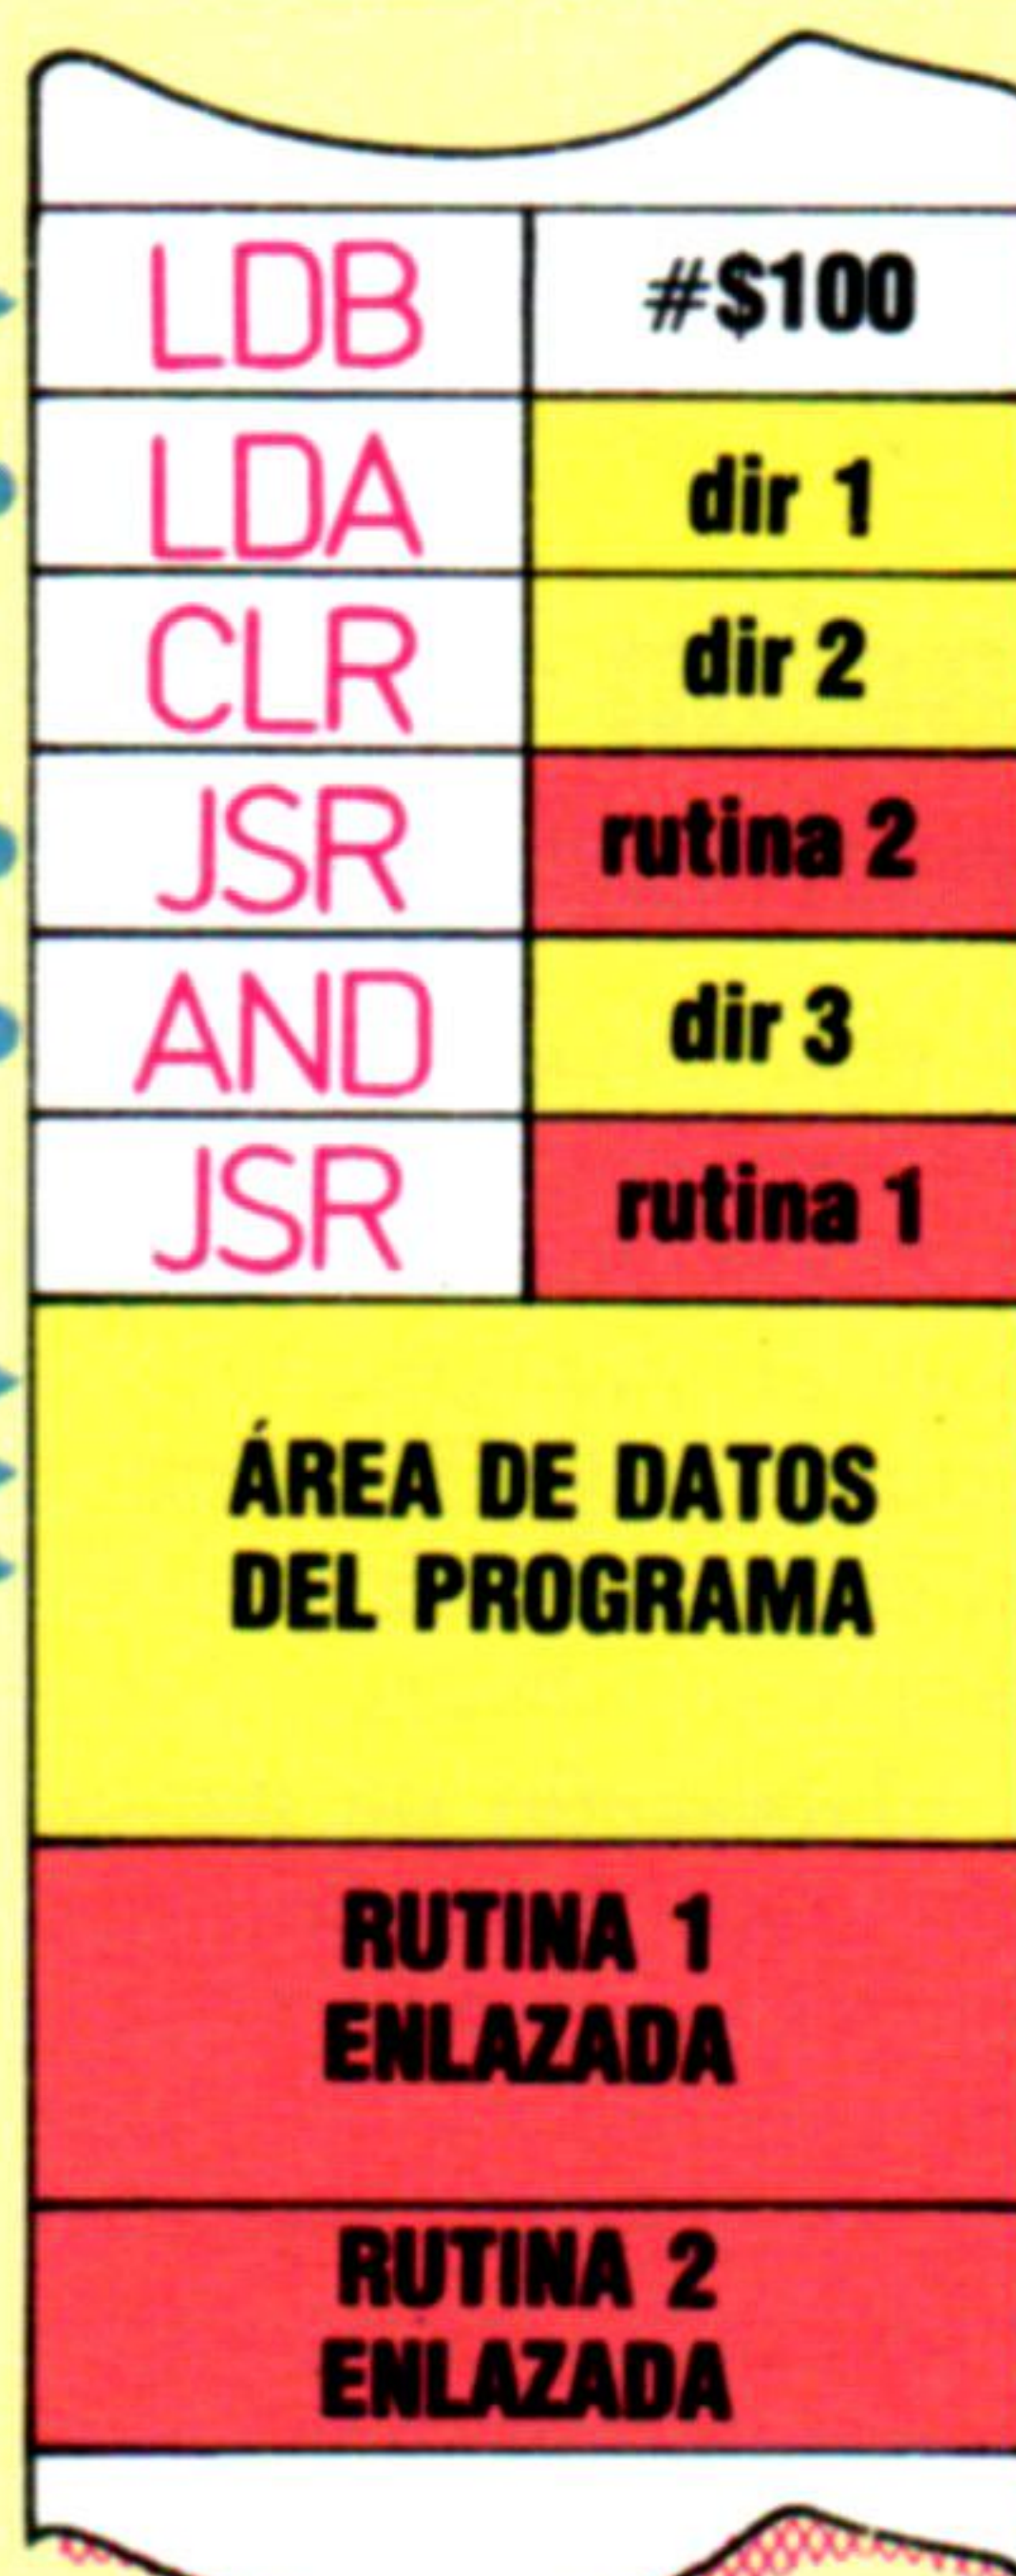 LDB #$100
LDA dir 1
CLR dir 2
JSR rutina 2
AND dir 3
JSR rutina 1
ÁREA DE DATOS
DEL PROGRAMA
RUTINA 1
ENLAZADA
RUTINA 2
ENLAZADA